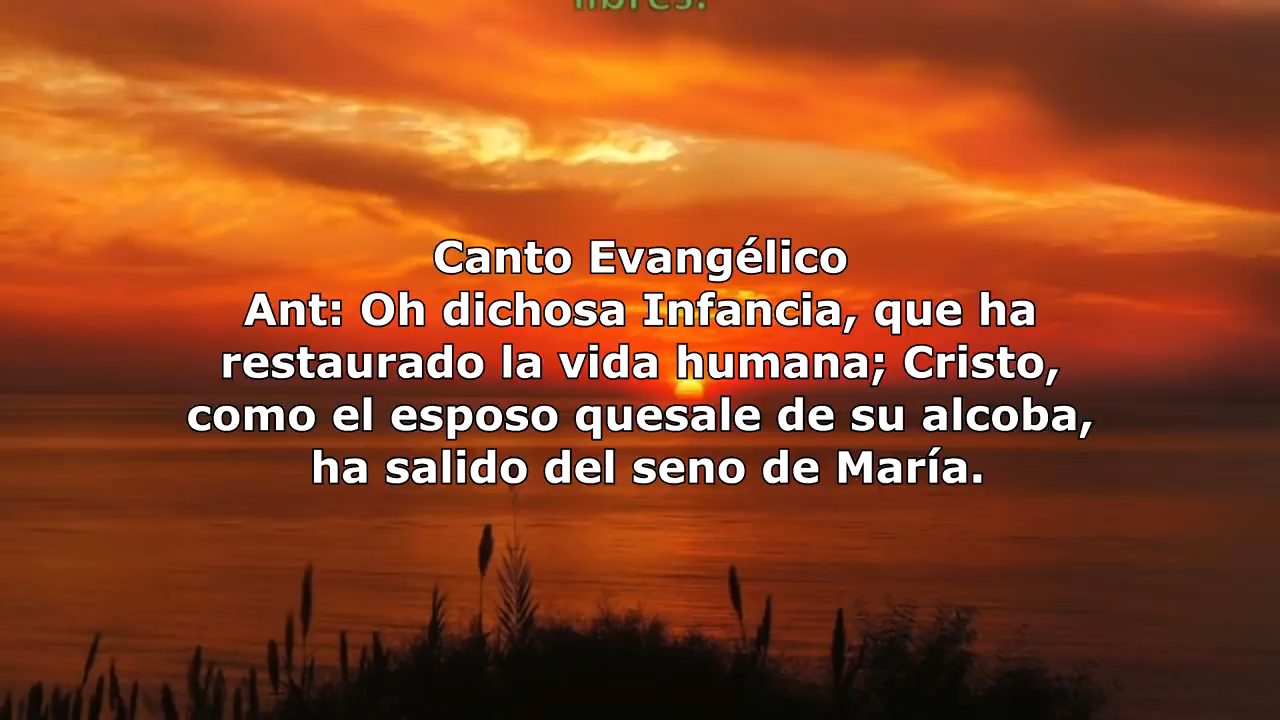 libres.
Canto Evangélico
Ant: Oh dichosa Infancia, que ha
restaurado la vida humana; Cristo,
como el esposo quesale de su alcoba,
ha salido del seno de María.